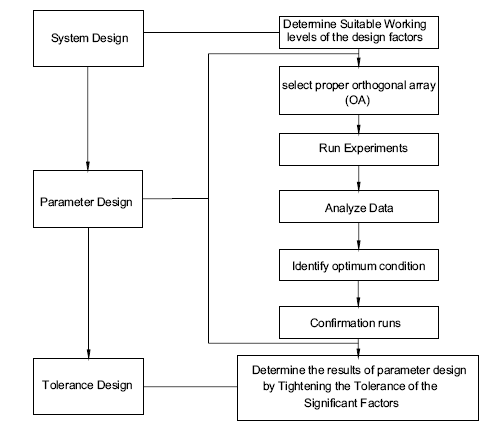 System Design
Determine Suitable Working
levels of the design factors
select proper orthogonal array
(OA)
Run Experiments
Parameter Design
Analyze Data
Identify optimum condition
Confirmation runs
Tolerance Design
Determine the results of parameter design
by Tightening the Tolerance of the
Significant Factors